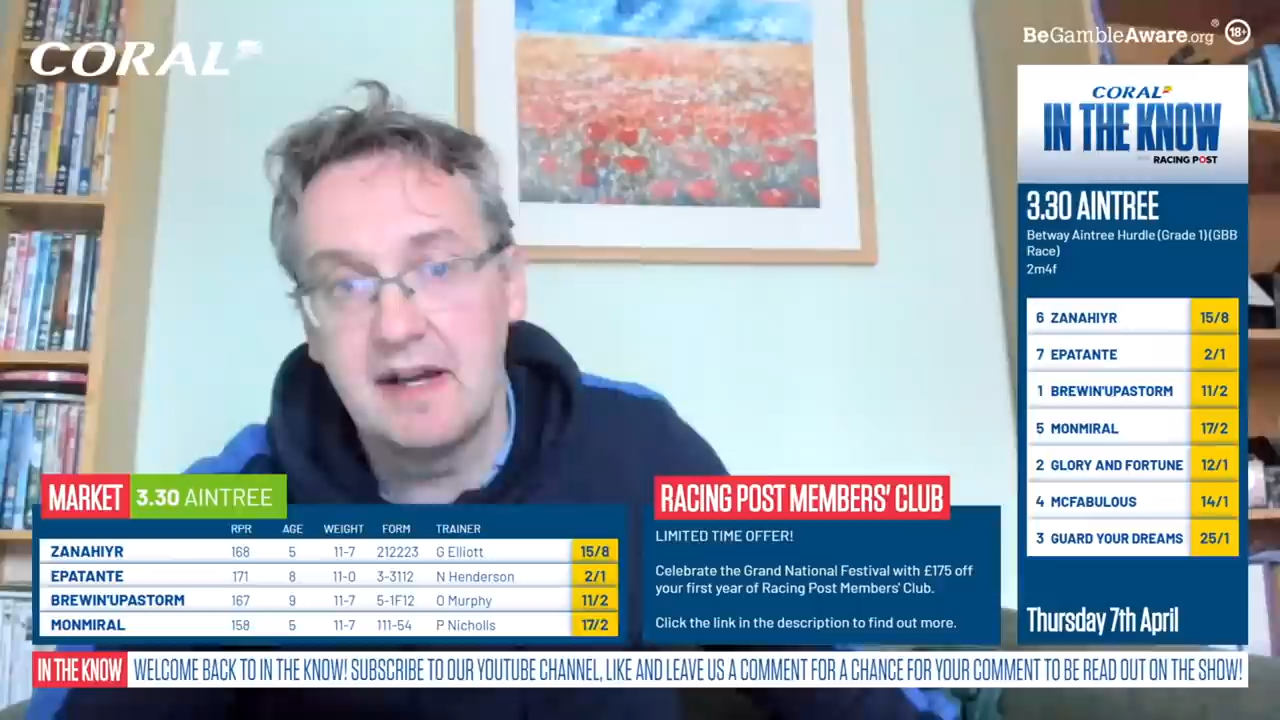 CORAL
BeGambleAware.org® 18+
CORAL
IN THE KNOW
WITH RACING POST
3.30 AINTREE
Betway Aintree Hurdle (Grade 1) (GBB
Race)
2m4f
6 ZANAHIYR 15/8
7 EPATANTE 2/1
1 BREWIN'UPASTORM 11/2
5 MONMIRAL 17/2
2 GLORY AND FORTUNE 12/1
4 MCFABULOUS 14/1
3 GUARD YOUR DREAMS 25/1
Thursday 7th April
MARKET 3.30 AINTREE
RPR AGE WEIGHT FORM TRAINER
ZANAHIYR 168 5 11-7 212223 G Elliott 15/8
EPATANTE 171 8 11-0 3-3112 N Henderson 2/1
BREWIN'UPASTORM 167 9 11-7 5-1F12 O Murphy 11/2
MONMIRAL 158 5 11-7 111-54 P Nicholls 17/2
RACING POST MEMBERS' CLUB
LIMITED TIME OFFER!
Celebrate the Grand National Festival with £175 off
your first year of Racing Post Members' Club.
Click the link in the description to find out more.
IN THE KNOW WELCOME BACK TO IN THE KNOW! SUBSCRIBE TO OUR YOUTUBE CHANNEL, LIKE AND LEAVE US A COMMENT FOR A CHANCE FOR YOUR COMMENT TO BE READ OUT ON THE SHOW!